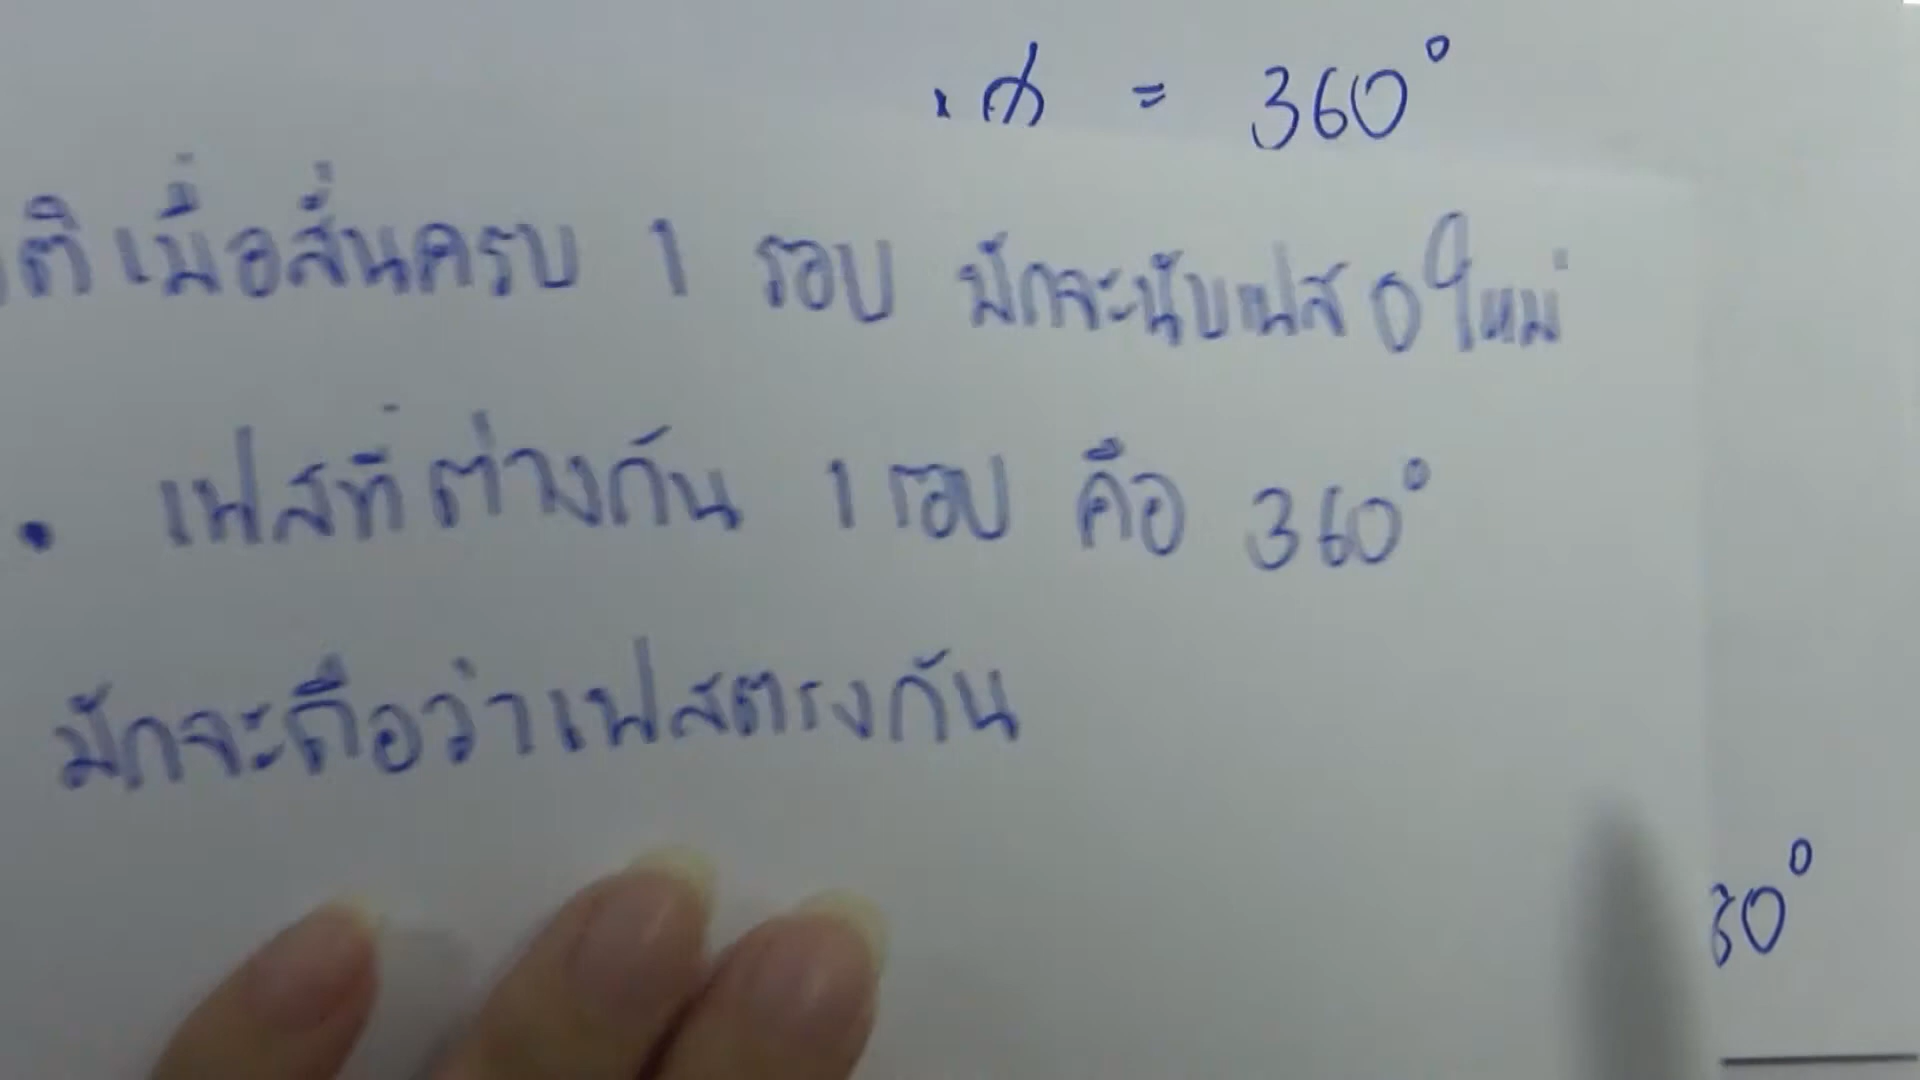 = 360°
ติเมื่อสั่นครบ 1 รอบ มักจะนับเฟส 0 ใหม่
• เฟสที่ต่างกัน 1 รอบ คือ 360°
มักจะถือว่าเฟสตรงกัน